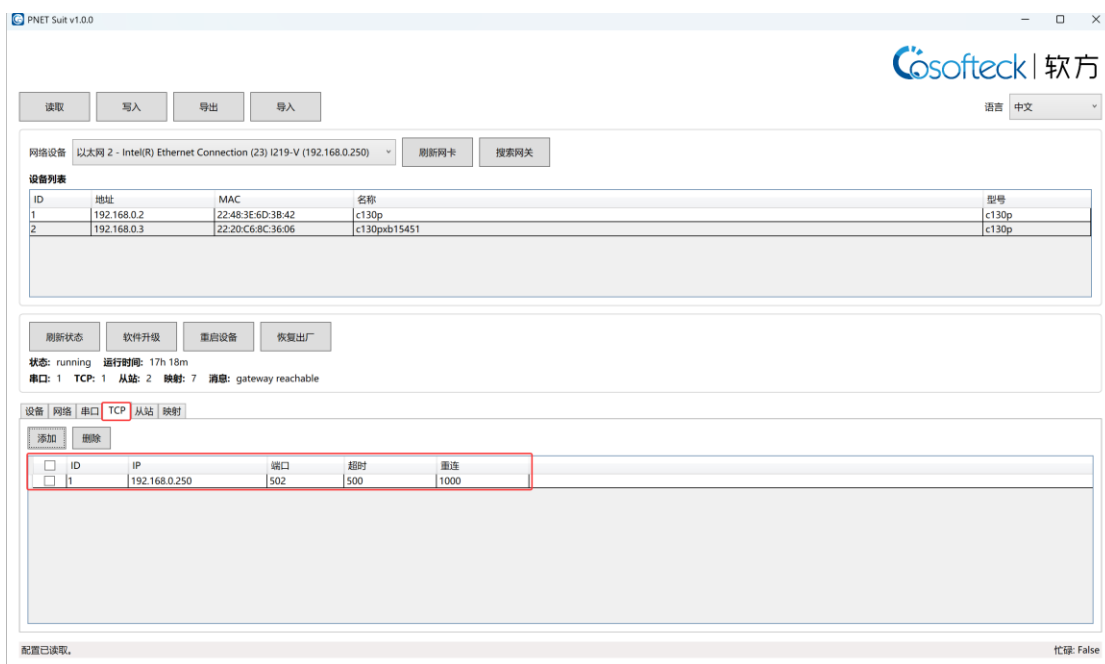 PNET Suit v1.0.0
Cosofteck 软方
读取 写入 导出 导入 语言 中文
网络设备 以太网 2 - Intel(R) Ethernet Connection (23) I219-V (192.168.0.250) 刷新网卡 搜索网关
设备列表
ID 地址 MAC 名称 型号
1 192.168.0.2 22:48:3E:6D:3B:42 c130p c130p
2 192.168.0.3 22:20:C6:8C:36:06 c130pxb15451 c130p
刷新状态 软件升级 重启设备 恢复出厂
状态: running 运行时间: 17h 18m
串口: 1 TCP: 1 从站: 2 映射: 7 消息: gateway reachable
设备 网络 串口 TCP 从站 映射
添加 删除
ID IP 端口 超时 重连
1 192.168.0.250 502 500 1000
配置已读取。 忙碌: False